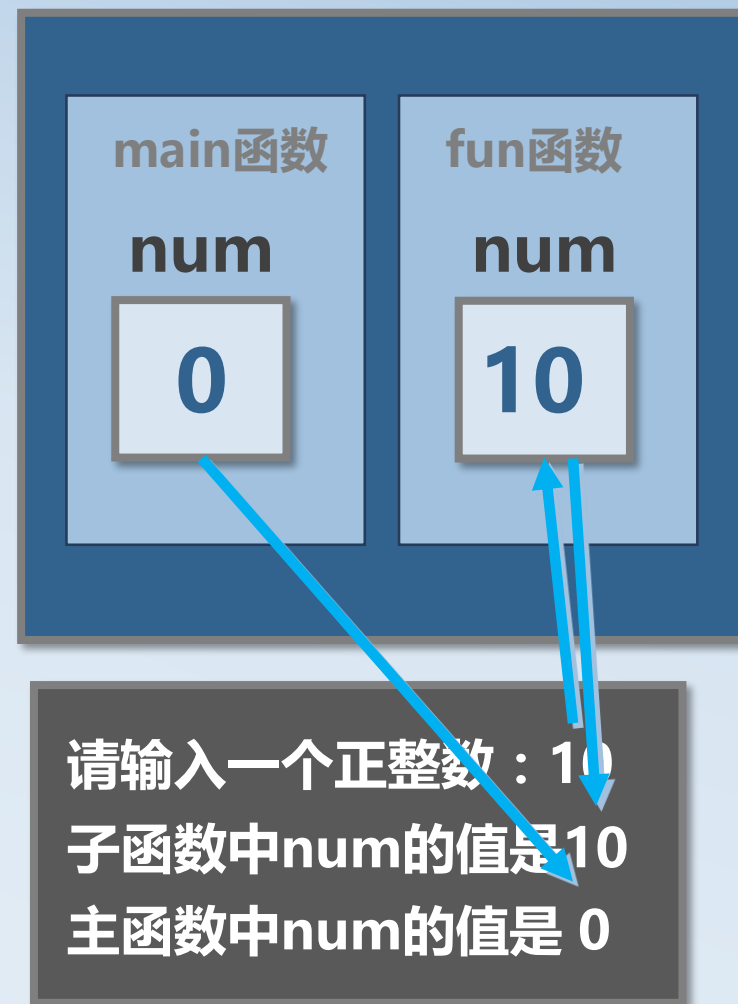 main函数 fun函数
num num
0 10
请输入一个正整数：10
子函数中num的值是10
主函数中num的值是 0